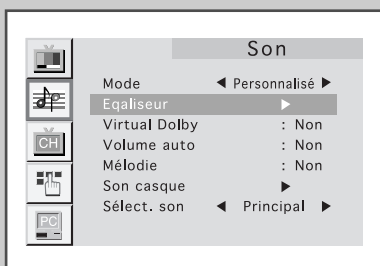 Son
Mode ◀ Personnalisé ▶
Eqaliseur ▶
Virtual Dolby : Non
Volume auto : Non
Mélodie : Non
Son casque ▶
Sélect. son ◀ Principal ▶
CH
PC